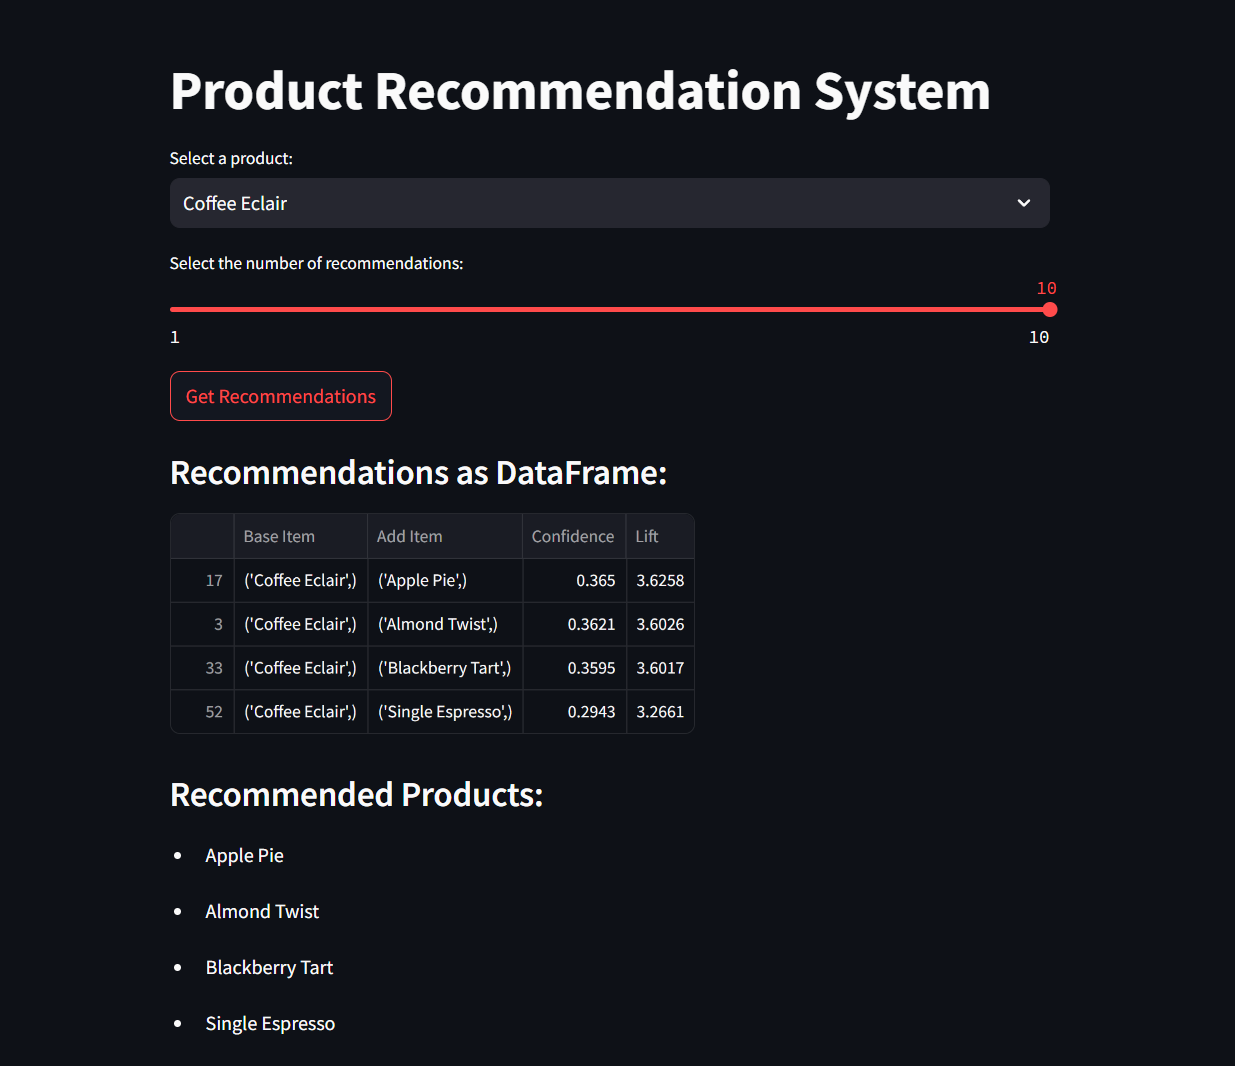 Product Recommendation System
Select a product:
Coffee Eclair
Select the number of recommendations:
10
1 10
Get Recommendations
Recommendations as DataFrame:
Base Item Add Item Confidence Lift
17 ('Coffee Eclair',) ('Apple Pie',) 0.365 3.6258
3 ('Coffee Eclair',) ('Almond Twist',) 0.3621 3.6026
33 ('Coffee Eclair',) ('Blackberry Tart',) 0.3595 3.6017
52 ('Coffee Eclair',) ('Single Espresso',) 0.2943 3.2661
Recommended Products:
• Apple Pie
• Almond Twist
• Blackberry Tart
• Single Espresso